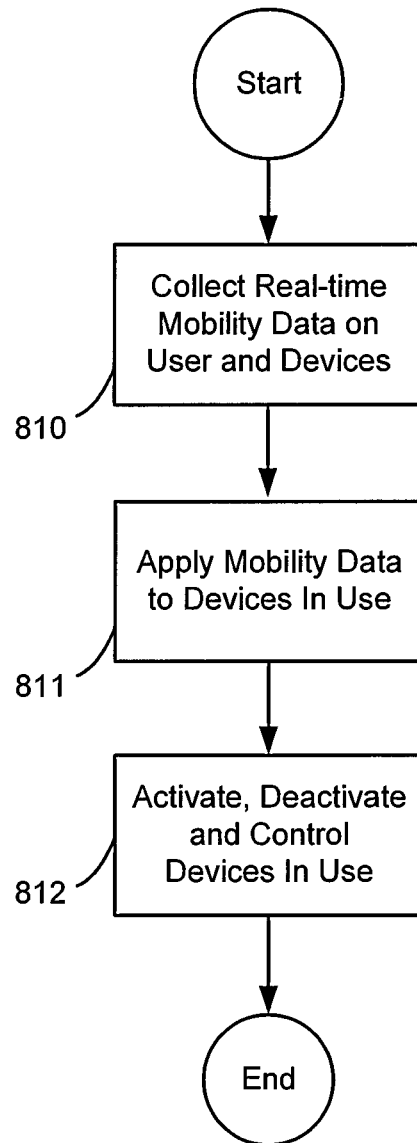 Start
Collect Real-time
Mobility Data on
User and Devices
810
Apply Mobility Data
to Devices In Use
811
Activate, Deactivate
and Control
Devices In Use
812
End